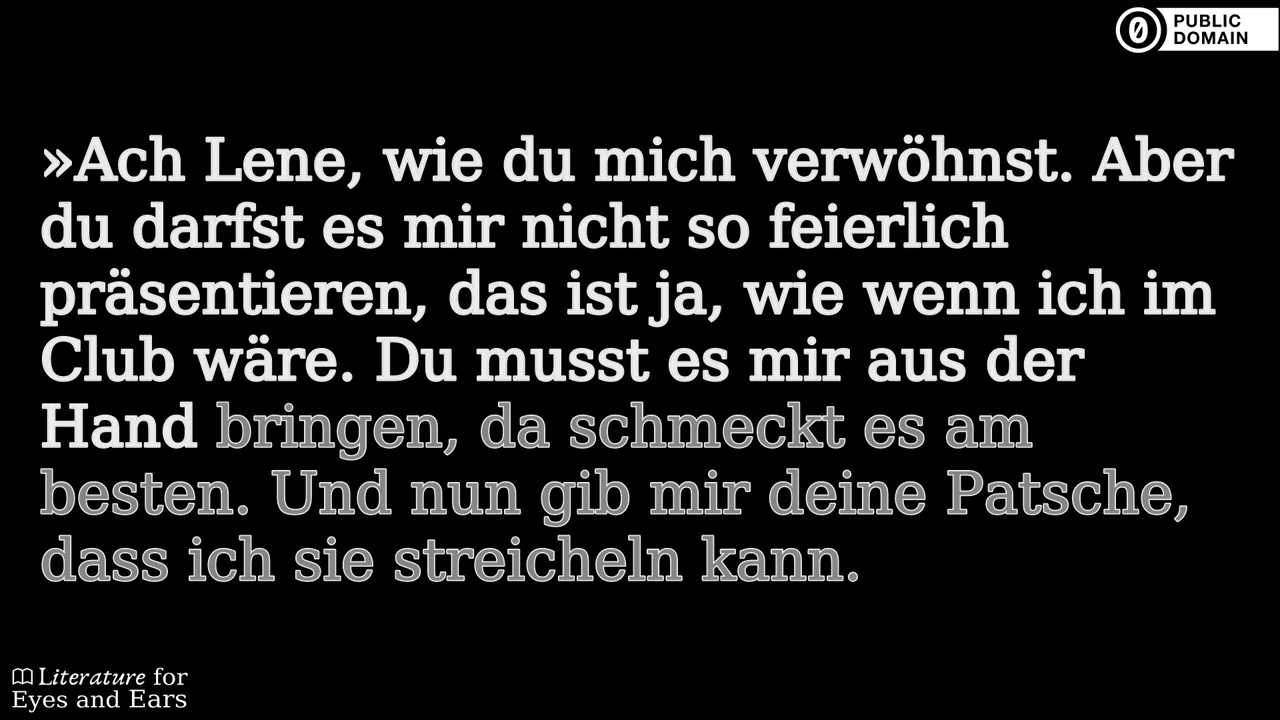 PUBLIC
DOMAIN
»Ach Lene, wie du mich verwöhnst. Aber
du darfst es mir nicht so feierlich
präsentieren, das ist ja, wie wenn ich im
Club wäre. Du musst es mir aus der
Hand bringen, da schmeckt es am
besten. Und nun gib mir deine Patsche,
dass ich sie streicheln kann.
Literature for
Eyes and Ears